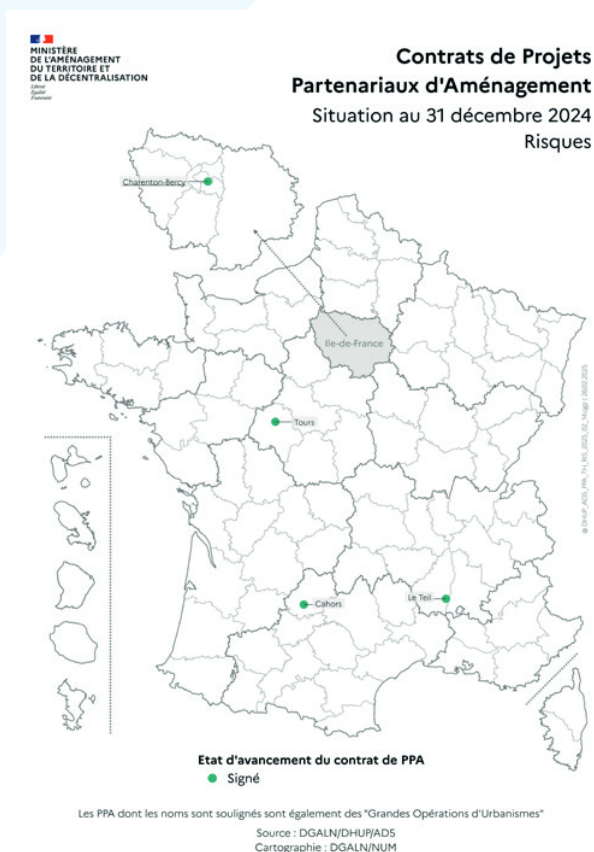 MINISTÈRE
DE L'AMÉNAGEMENT
DU TERRITOIRE ET
DE LA DÉCENTRALISATION
Liberté
Égalité
Fraternité
Contrats de Projets
Partenariaux d'Aménagement
Situation au 31 décembre 2024
Risques
Charenton-Bercy
Ile-de-France
Tours
Cahors
Le Teil
Etat d'avancement du contrat de PPA
Signé
Les PPA dont les noms sont soulignés sont également des "Grandes Opérations d'Urbanismes"
Source : DGALN/DHUP/AD5
Cartographie : DGALN/NUM